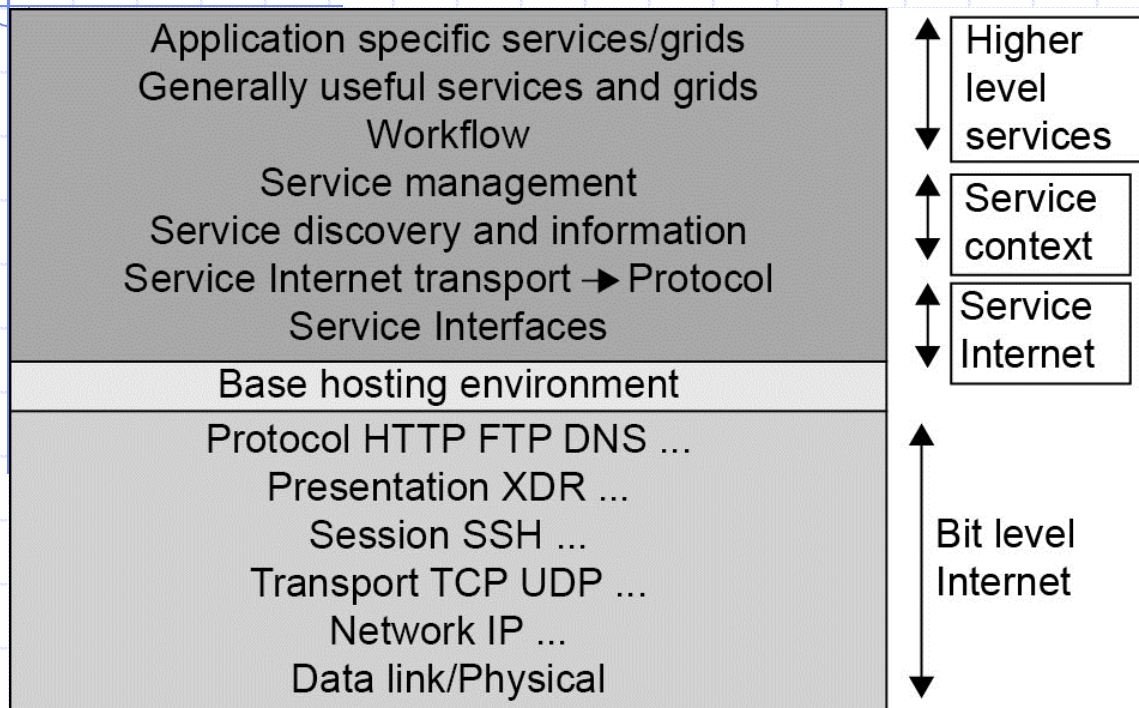 Application specific services/grids
Generally useful services and grids
Workflow
Service management
Service discovery and information
Service Internet transport → Protocol
Service Interfaces
Base hosting environment
Protocol HTTP FTP DNS ...
Presentation XDR ...
Session SSH ...
Transport TCP UDP ...
Network IP ...
Data link/Physical
Higher
level
services
Service
context
Service
Internet
Bit level
Internet